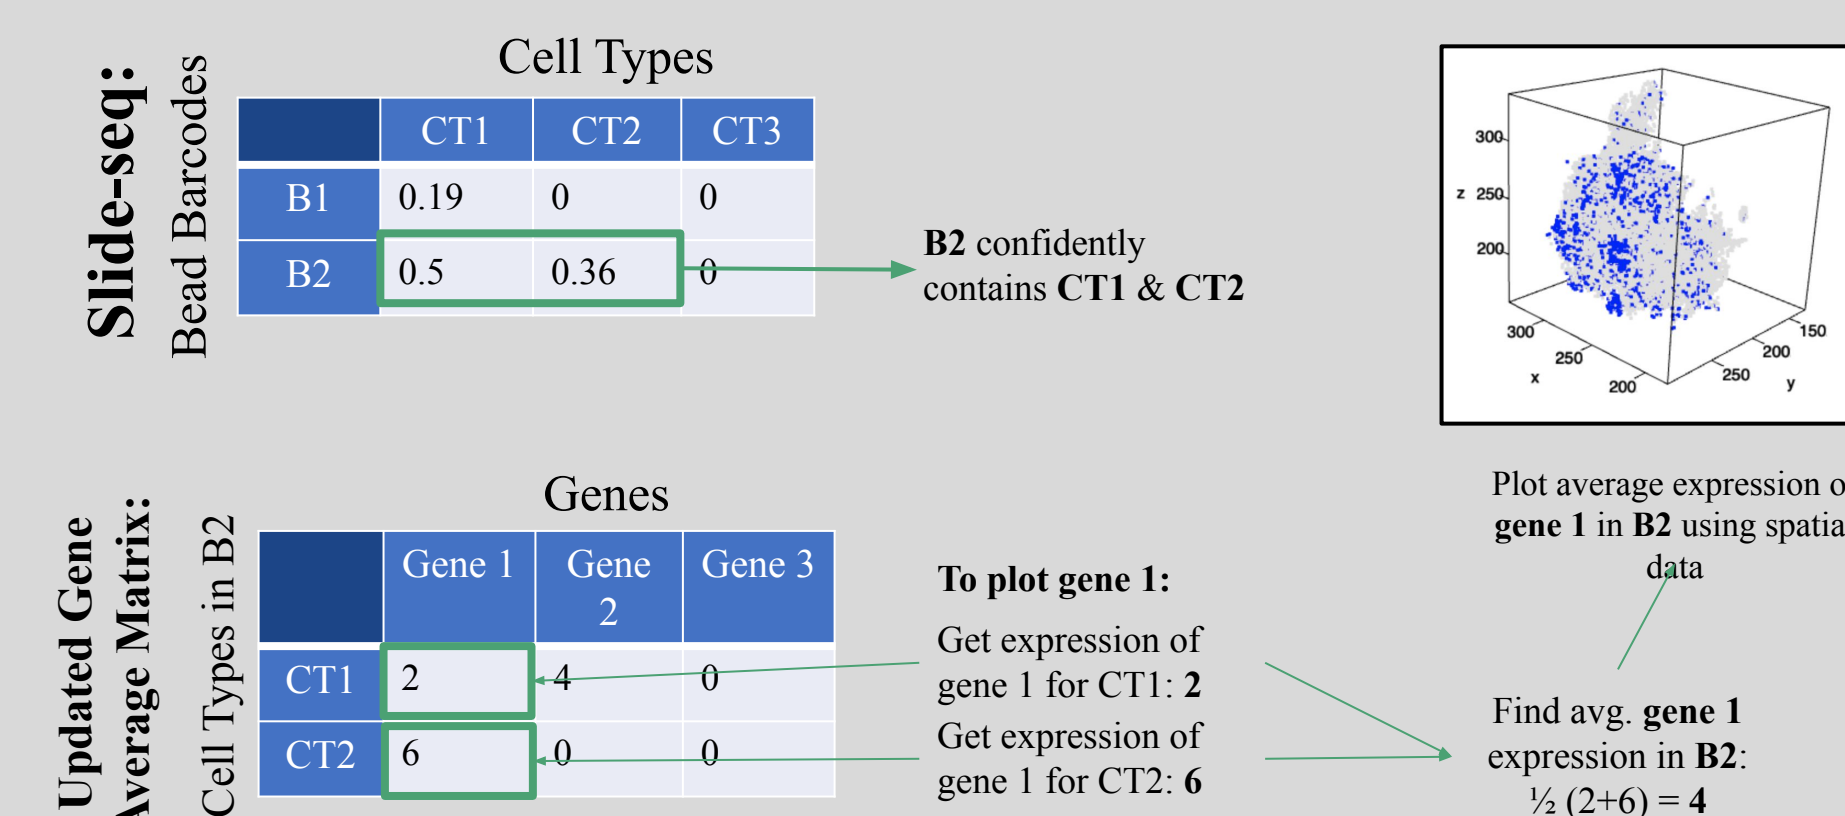 Slide-seq:
Bead Barcodes
Cell Types
CT1 CT2 CT3
B1 0.19 0 0
B2 0.5 0.36 0
B2 confidently
contains CT1 & CT2
300
z 250
200
300
250
200
x
150
200
250
y
Plot average expression o
gene 1 in B2 using spatia
data
Updated Gene
Average Matrix:
Cell Types in B2
Genes
Gene 1 Gene Gene 3
2
CT1 2 4 0
CT2 6 0 0
To plot gene 1:
Get expression of
gene 1 for CT1: 2
Get expression of
gene 1 for CT2: 6
Find avg. gene 1
expression in B2:
½ (2+6) = 4